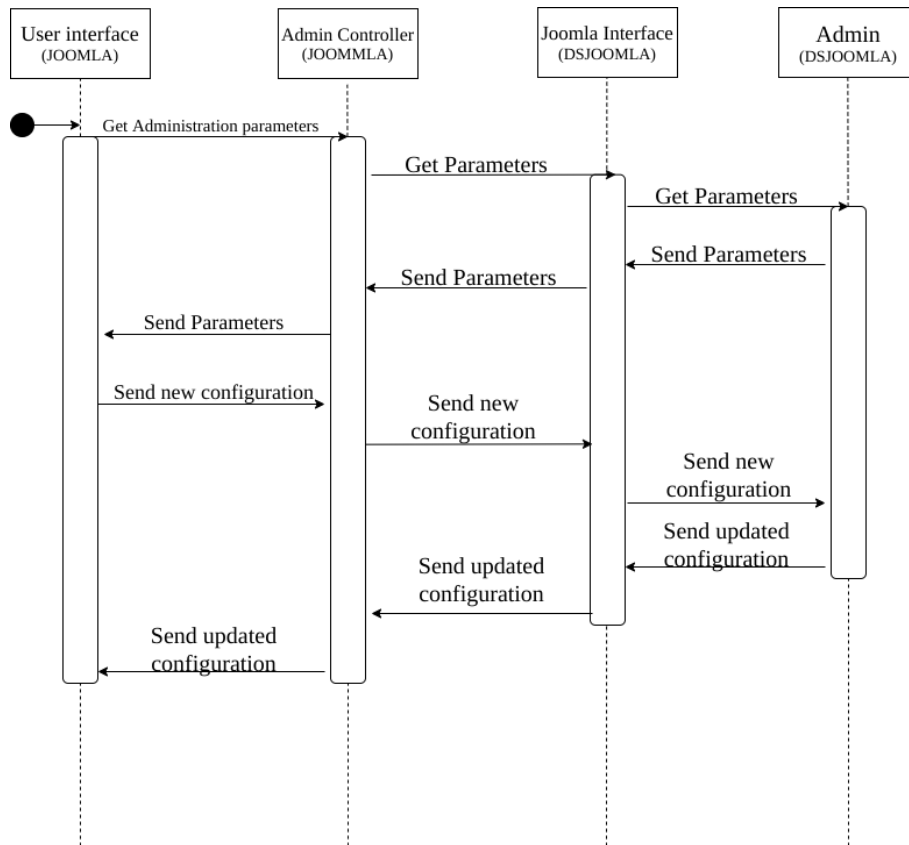 User interface
(JOOMLA)
Admin Controller
(JOOMMLA)
Joomla Interface
(DSJOOMLA)
Admin
(DSJOOMLA)
Get Administration parameters
Get Parameters
Get Parameters
Send Parameters
Send Parameters
Send Parameters
Send new configuration
Send new
configuration
Send new
configuration
Send updated
configuration
Send updated
configuration
Send updated
configuration